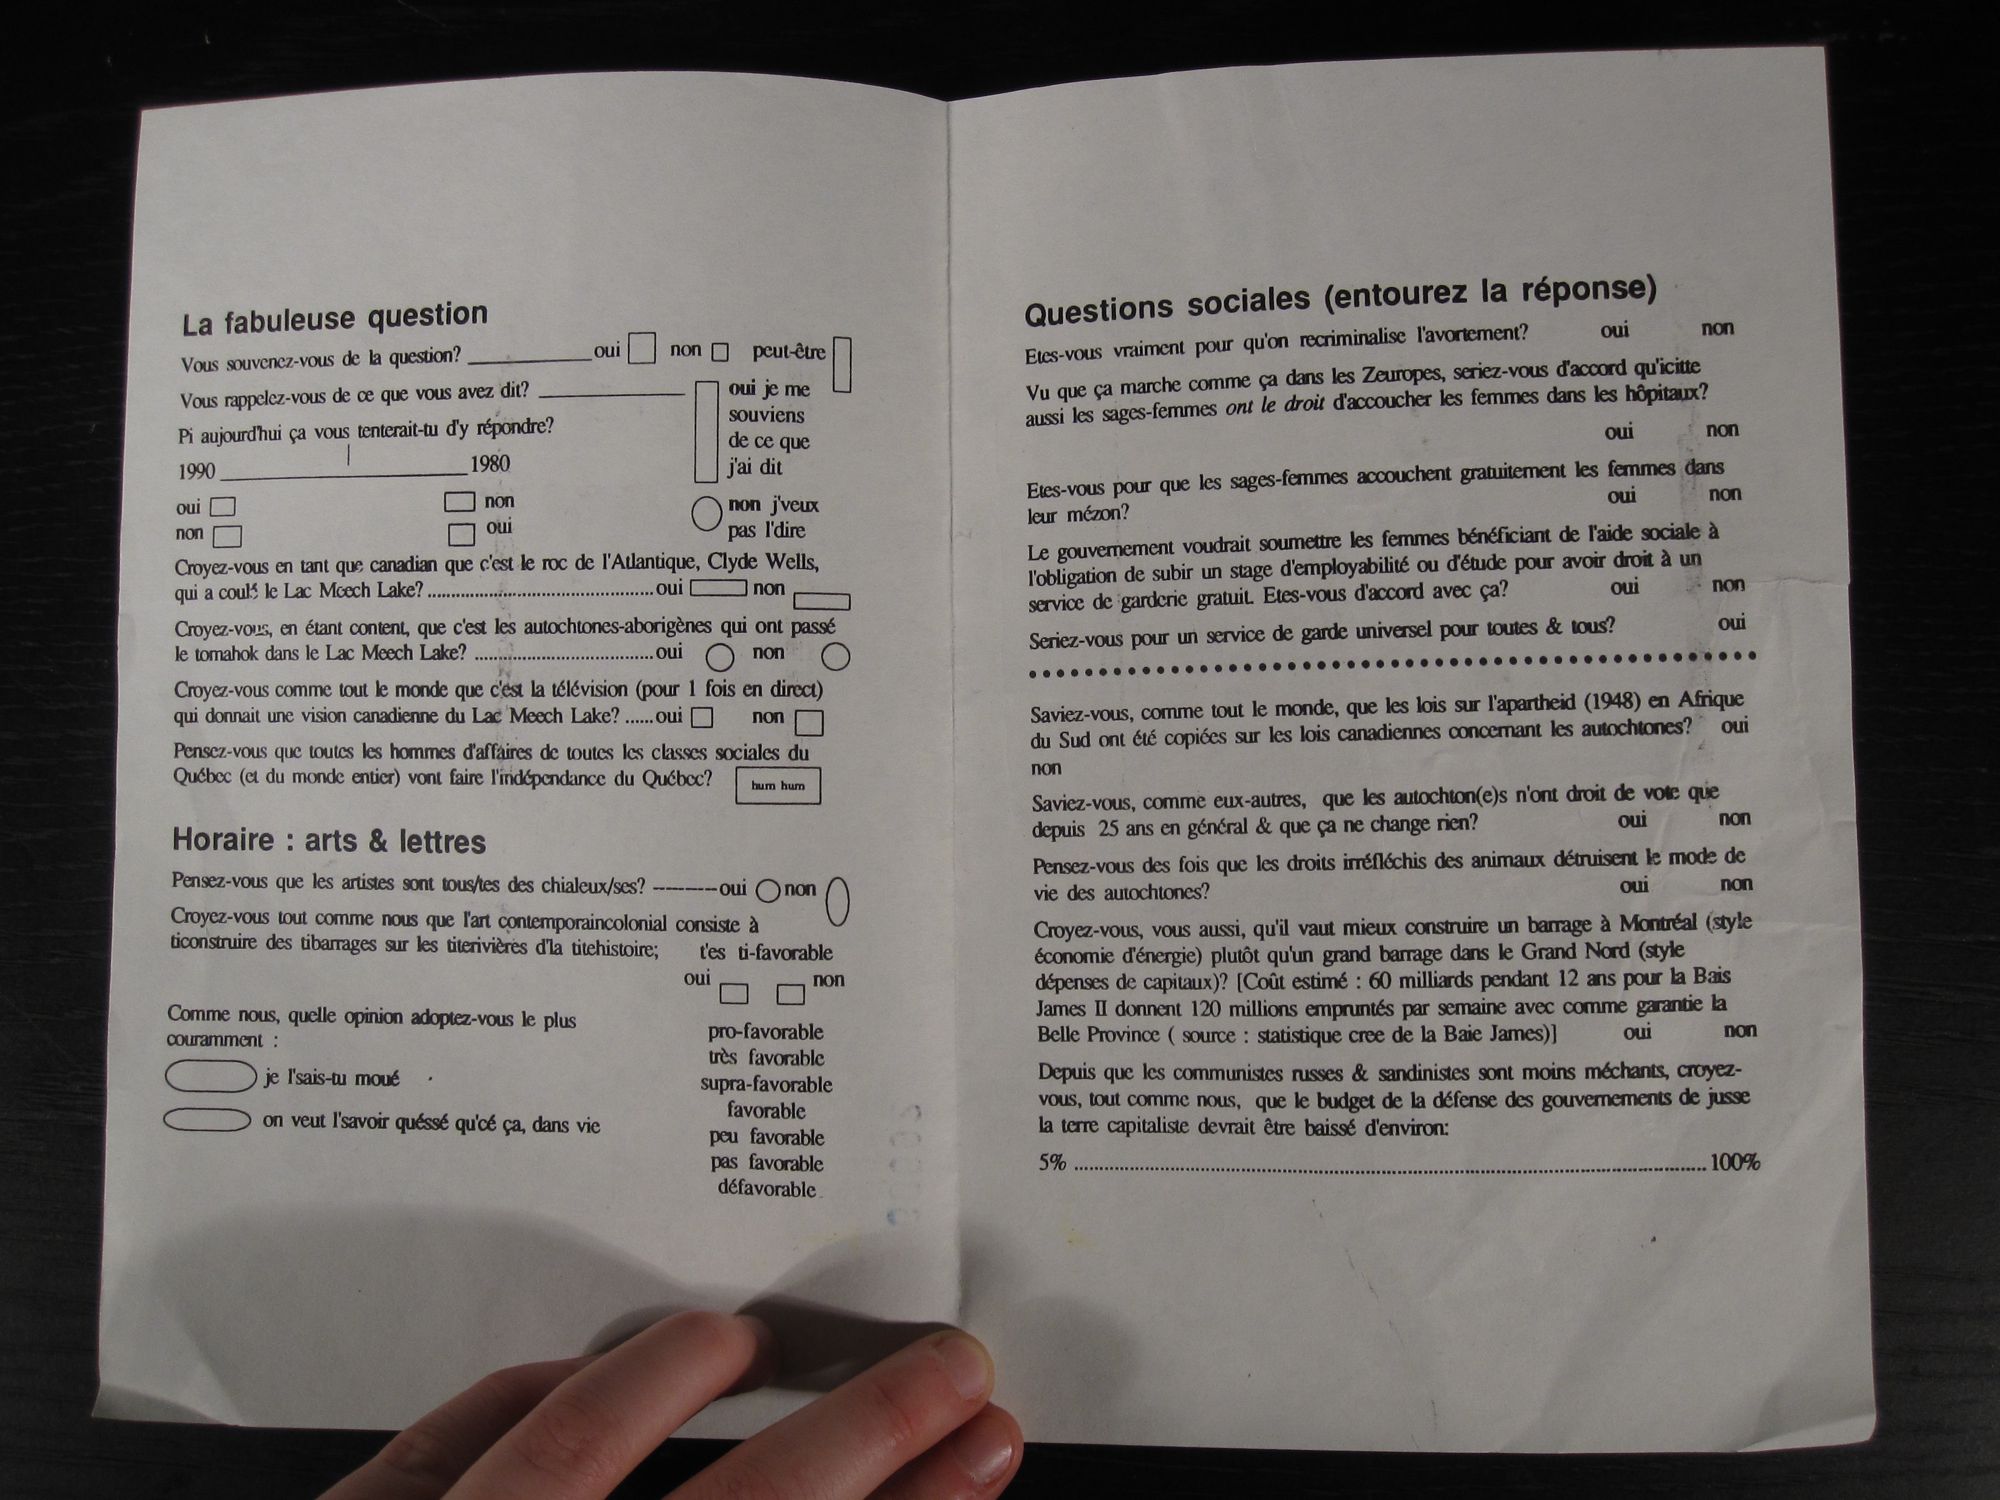 La fabuleuse question
Vous souvenez-vous de la question? ____________ oui non peut-être
Vous rappelez-vous de ce que vous avez dit? ______________ oui je me
souviens
de ce que
j'ai dit
non j'veux
pas l'dire
Pi aujourd'hui ça vous tenterait-tu d'y répondre?
1990 ________________________ 1980
oui non
non oui
Croyez-vous en tant que canadian que c'est le roc de l'Atlantique, Clyde Wells,
qui a coulé le Lac Meech Lake? ........................................ oui non
Croyez-vous, en étant content, que c'est les autochtones-aborigènes qui ont passé
le tomahok dans le Lac Meech Lake? ................................ oui non
Croyez-vous comme tout le monde que c'est la télévision (pour 1 fois en direct)
qui donnait une vision canadienne du Lac Meech Lake? ...... oui non
Pensez-vous que toutes les hommes d'affaires de toutes les classes sociales du
Québec (et du monde entier) vont faire l'indépendance du Québec? hum hum
Horaire : arts & lettres
Pensez-vous que les artistes sont tous/tes des chialeux/ses? --------- oui non
Croyez-vous tout comme nous que l'art contemporaincolonial consiste à
ticonstruire des tibarrages sur les titerivières d'la titehistoire; t'es ti-favorable
oui non
Comme nous, quelle opinion adoptez-vous le plus
couramment :
je l'sais-tu moué
on veut l'savoir quéssé qu'cé ça, dans vie
pro-favorable
très favorable
supra-favorable
favorable
peu favorable
pas favorable
défavorable
Questions sociales (entourez la réponse)
Etes-vous vraiment pour qu'on recriminalise l'avortement? oui non
Vu que ça marche comme ça dans les Zeuropes, seriez-vous d'accord qu'icitte
aussi les sages-femmes ont le droit d'accoucher les femmes dans les hôpitaux?
oui non
Etes-vous pour que les sages-femmes accouchent gratuitement les femmes dans
leur mézon? oui non
Le gouvernement voudrait soumettre les femmes bénéficiant de l'aide sociale à
l'obligation de subir un stage d'employabilité ou d'étude pour avoir droit à un
service de garderie gratuit. Etes-vous d'accord avec ça? oui non
Seriez-vous pour un service de garde universel pour toutes & tous? oui
Saviez-vous, comme tout le monde, que les lois sur l'apartheid (1948) en Afrique
du Sud ont été copiées sur les lois canadiennes concernant les autochtones? oui
non
Saviez-vous, comme eux-autres, que les autochton(e)s n'ont droit de vote que
depuis 25 ans en général & que ça ne change rien? oui non
Pensez-vous des fois que les droits irréfléchis des animaux détruisent le mode de
vie des autochtones? oui non
Croyez-vous, vous aussi, qu'il vaut mieux construire un barrage à Montréal (style
économie d'énergie) plutôt qu'un grand barrage dans le Grand Nord (style
dépenses de capitaux)? [Coût estimé : 60 milliards pendant 12 ans pour la Bais
James II donnent 120 millions empruntés par semaine avec comme garantie la
Belle Province ( source : statistique cree de la Baie James)] oui non
Depuis que les communistes russes & sandinistes sont moins méchants, croyez-
vous, tout comme nous, que le budget de la défense des gouvernements de jusse
la terre capitaliste devrait être baissé d'environ:
5% ........................................................................ 100%